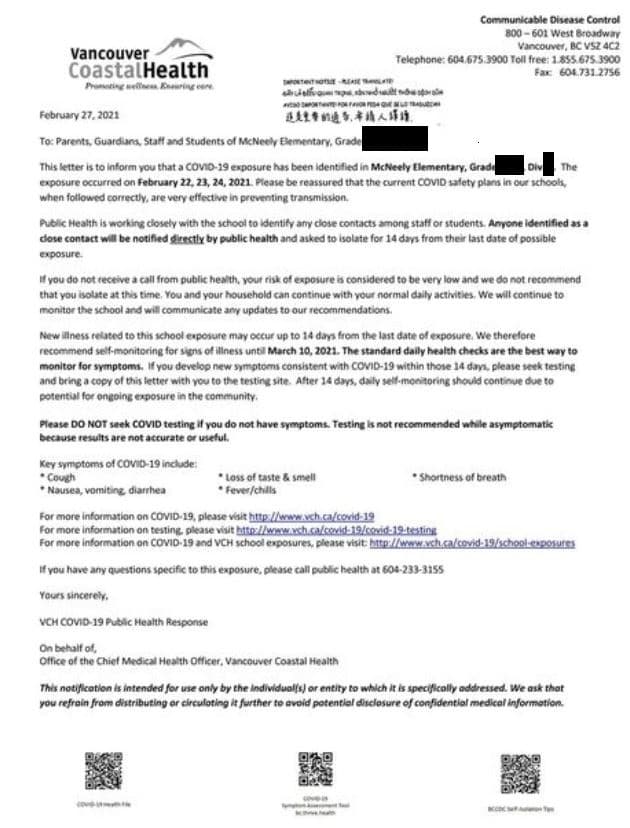 Communicable Disease Control
800 – 601 West Broadway
Vancouver, BC V5Z 4C2
Telephone: 604.675.3900 Toll free: 1.855.675.3900
Fax: 604.731.2756
Vancouver
CoastalHealth
Promoting wellness. Ensuring care.
IMPORTANT NOTICE - PLEASE TRANSLATE!
AVISO IMPORTANTE! FOR FAVOR PEDA QUE SE LO TRADUZCAN
February 27, 2021
To: Parents, Guardians, Staff and Students of McNeely Elementary, Grade
This letter is to inform you that a COVID-19 exposure has been identified in McNeely Elementary, Grade Div. The
exposure occurred on February 22, 23, 24, 2021. Please be reassured that the current COVID safety plans in our schools,
when followed correctly, are very effective in preventing transmission.
Public Health is working closely with the school to identify any close contacts among staff or students. Anyone identified as a
close contact will be notified directly by public health and asked to isolate for 14 days from their last date of possible
exposure.
If you do not receive a call from public health, your risk of exposure is considered to be very low and we do not recommend
that you isolate at this time. You and your household can continue with your normal daily activities. We will continue to
monitor the school and will communicate any updates to our recommendations.
New illness related to this school exposure may occur up to 14 days from the last date of exposure. We therefore
recommend self-monitoring for signs of illness until March 10, 2021. The standard daily health checks are the best way to
monitor for symptoms. If you develop new symptoms consistent with COVID-19 within those 14 days, please seek testing
and bring a copy of this letter with you to the testing site. After 14 days, daily self-monitoring should continue due to
potential for ongoing exposure in the community.
Please DO NOT seek COVID testing if you do not have symptoms. Testing is not recommended while asymptomatic
because results are not accurate or useful.
Key symptoms of COVID-19 include:
* Cough * Loss of taste & smell * Shortness of breath
* Nausea, vomiting, diarrhea * Fever/chills
For more information on COVID-19, please visit http://www.vch.ca/covid-19
For more information on testing, please visit http://www.vch.ca/covid-19/covid-19-testing
For more information on COVID-19 and VCH school exposures, please visit: http://www.vch.ca/covid-19/school-exposures
If you have any questions specific to this exposure, please call public health at 604-233-3155
Yours sincerely,
VCH COVID-19 Public Health Response
On behalf of,
Office of the Chief Medical Health Officer, Vancouver Coastal Health
This notification is intended for use only by the individual(s) or entity to which it is specifically addressed. We ask that
you refrain from distributing or circulating it further to avoid potential disclosure of confidential medical information.
COVID-19 Health File
COVID-19
Symptom Assessment Tool
bc.thrive.health
BCCDC Self-Isolation Tips